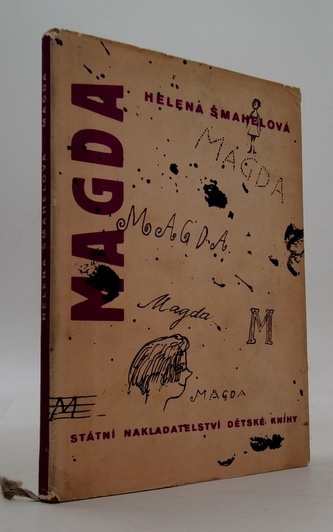 HELENA ŠMAHELOVÁ
MAGDA
MAGDA
MAGDA
Magda
M
MAGDA
M
STÁTNÍ NAKLADATELSTVÍ DĚTSKÉ KNIHY
HELENA ŠMAHELOVÁ MAGDA